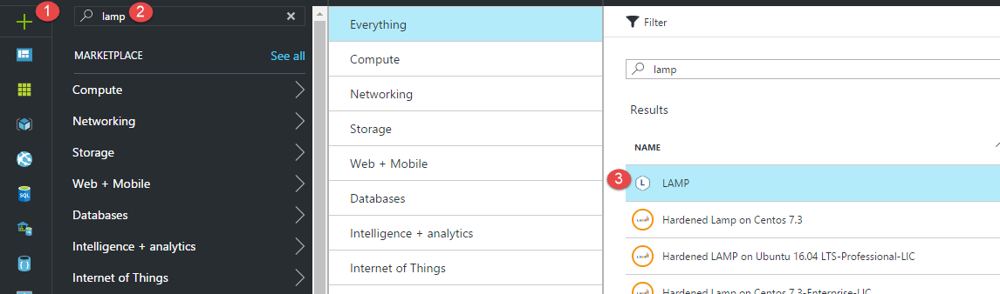 1
lamp
2
MARKETPLACE
See all
Compute
Networking
Storage
Web + Mobile
Databases
Intelligence + analytics
Internet of Things
SQL
Everything
Compute
Networking
Storage
Web + Mobile
Databases
Intelligence + analytics
Internet of Things
Filter
lamp
Results
NAME
3
L
LAMP
Hardened Lamp on Centos 7.3
Hardened LAMP on Ubuntu 16.04 LTS-Professional-LIC
Hardened Lamp on Centos 7.3-Enterprise-LIC